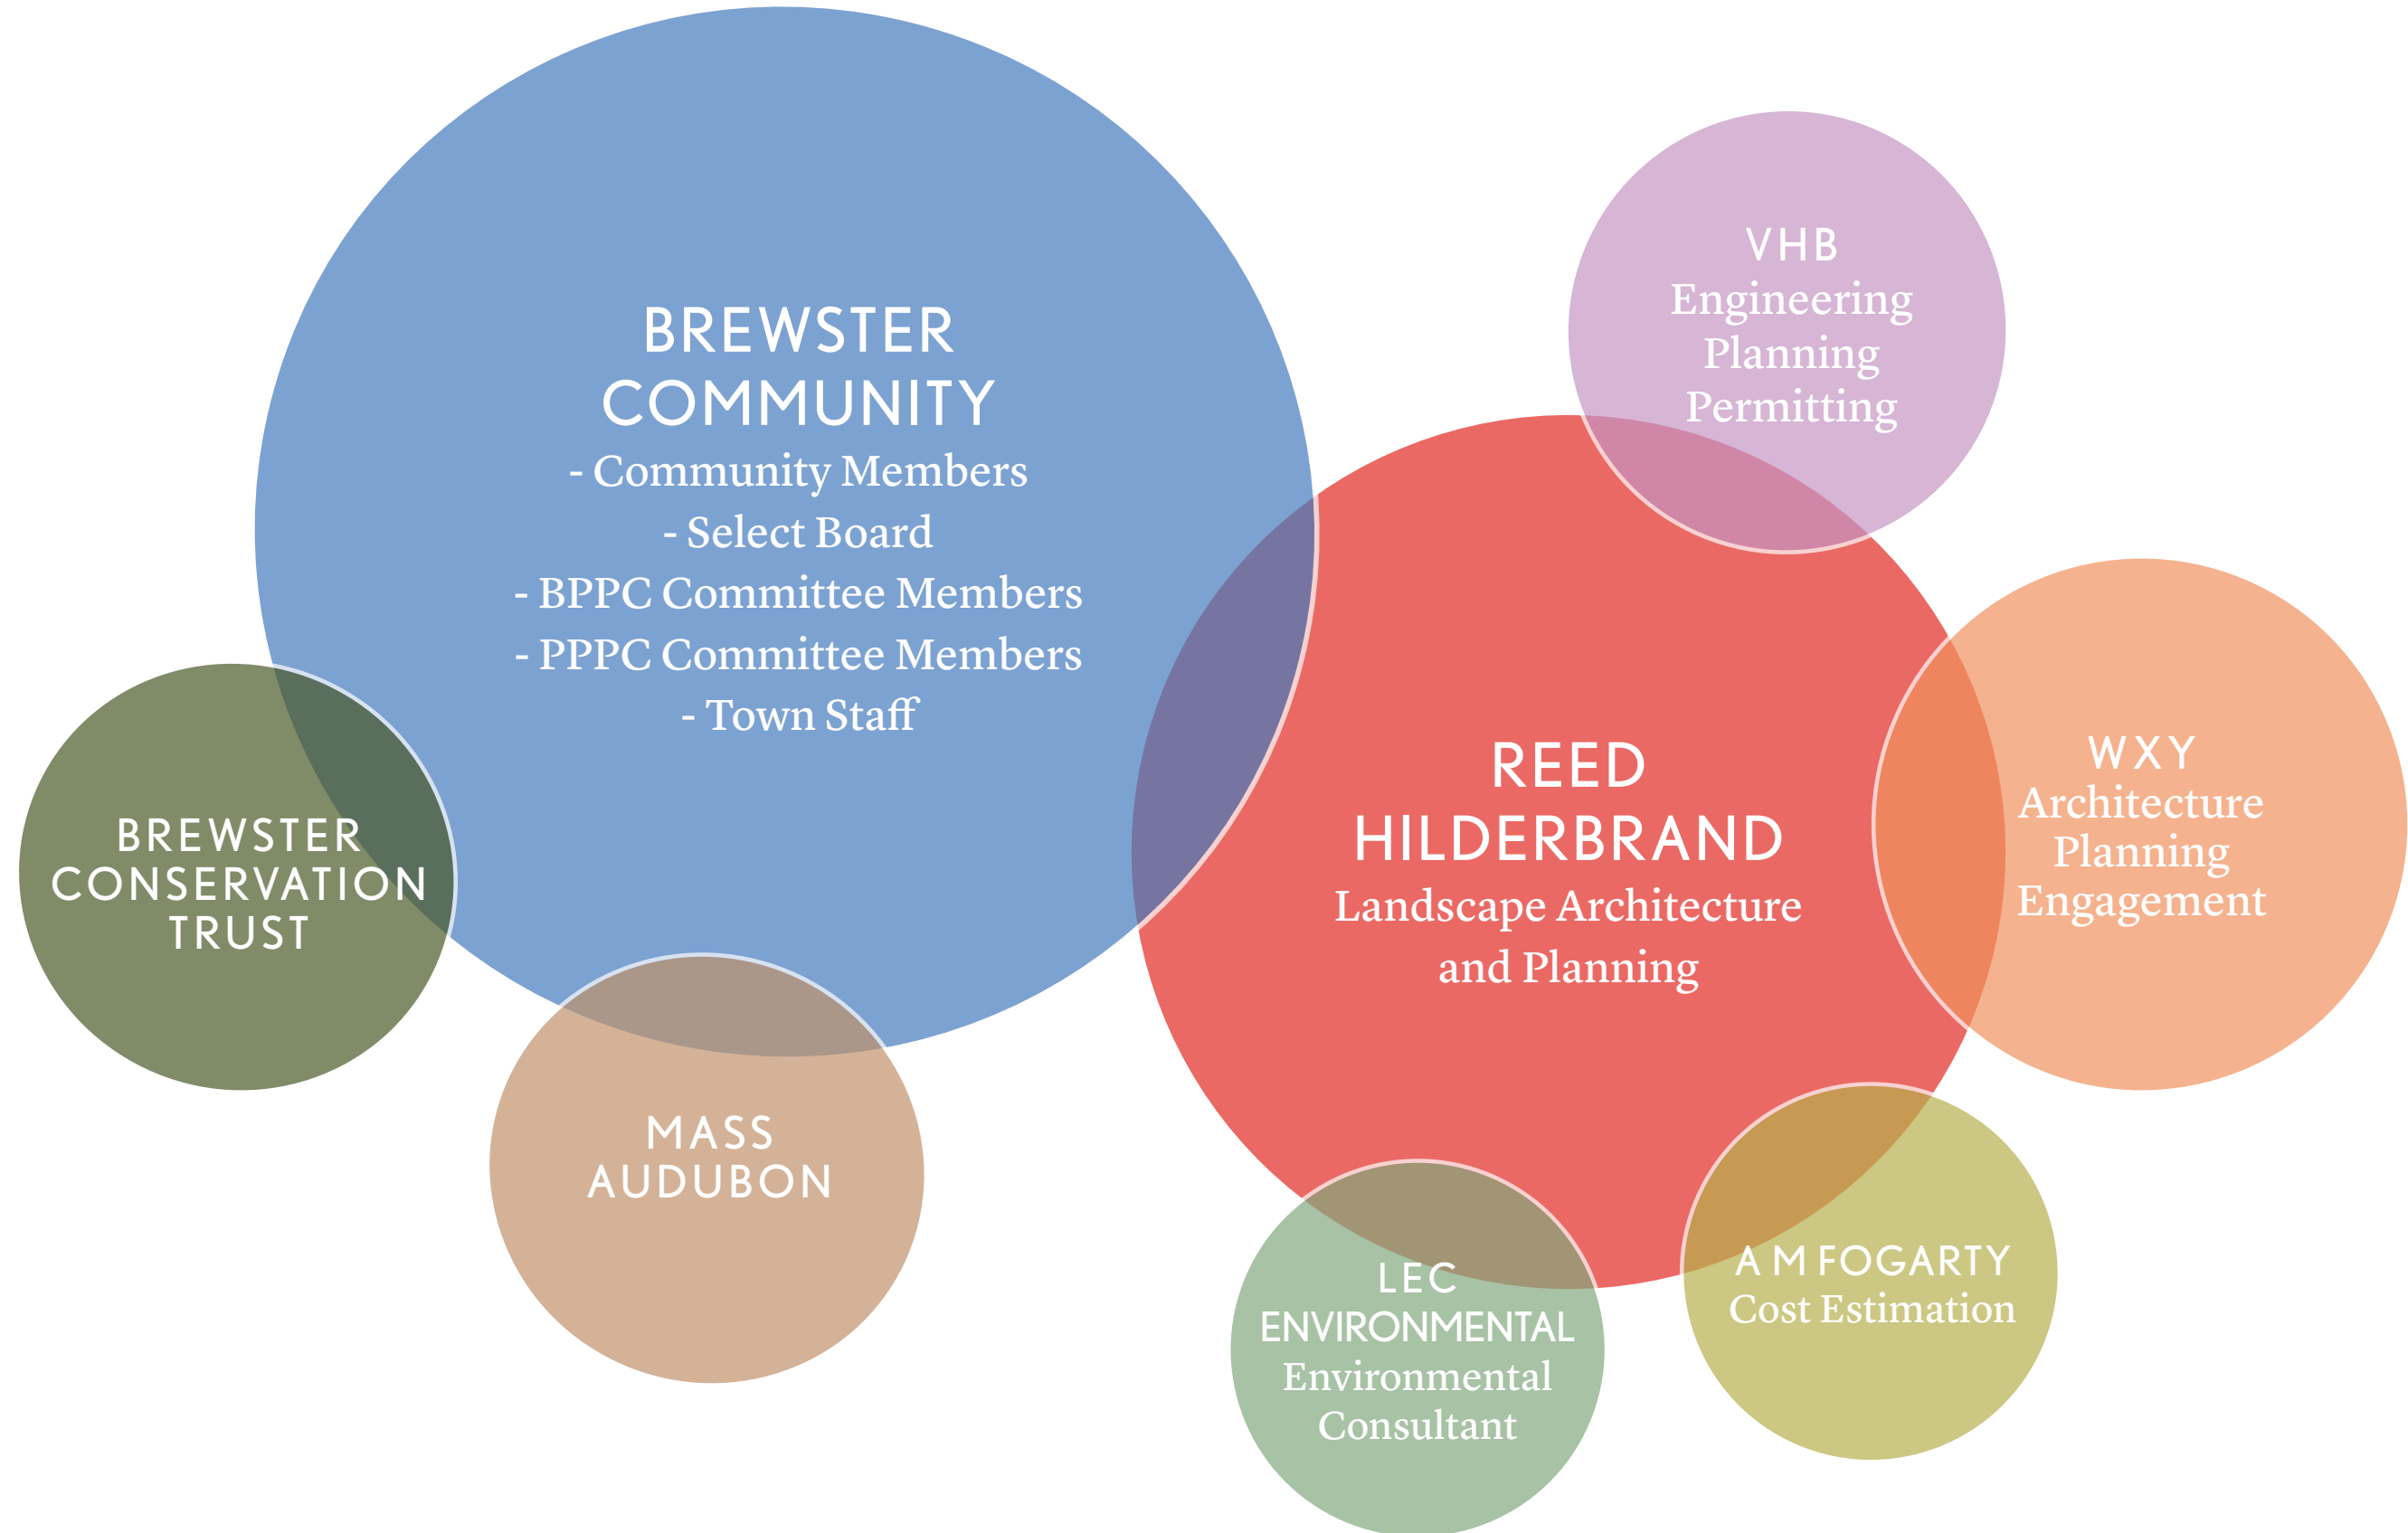 BREWSTER
COMMUNITY
- Community Members
- Select Board
- BPPC Committee Members
- PPPC Committee Members
- Town Staff
BREWSTER
CONSERVATION
TRUST
MASS
AUDUBON
REED
HILDERBRAND
Landscape Architecture
and Planning
VHB
Engineering
Planning
Permitting
WXY
Architecture
Planning
Engagement
A M FOGARTY
Cost Estimation
LEC
ENVIRONMENTAL
Environmental
Consultant